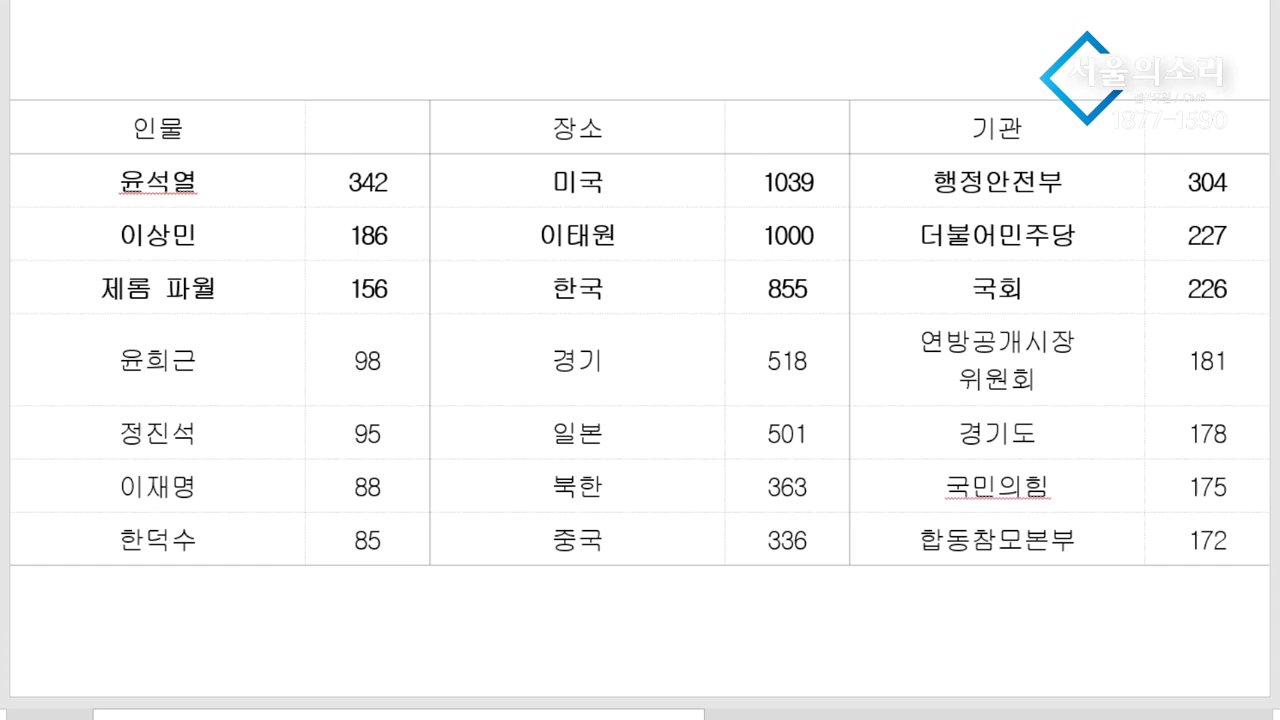 서울의소리
1877-1590
인물 장소 기관
윤석열 342 미국 1039 행정안전부 304
이상민 186 이태원 1000 더불어민주당 227
제롬 파월 156 한국 855 국회 226
윤희근 98 경기 518 연방공개시장 181
위원회
정진석 95 일본 501 경기도 178
이재명 88 북한 363 국민의힘 175
한덕수 85 중국 336 합동참모본부 172